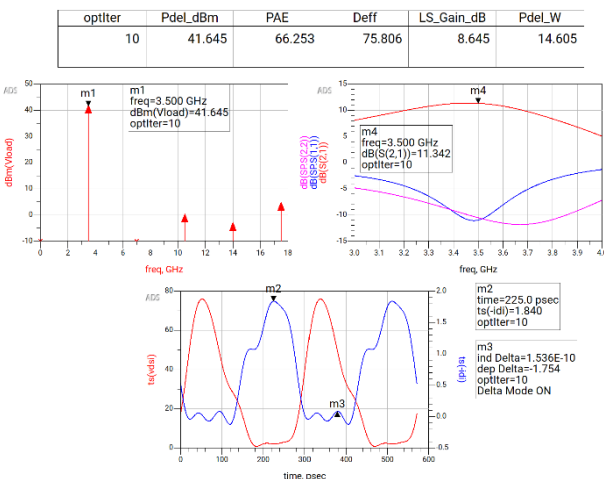 optIter Pdel_dBm PAE Deff LS_Gain_dB Pdel_W
10 41.645 66.253 75.806 8.645 14.605
ADS
50
40
30
20
10
0
-10
dBm(Vload)
m1
m1
freq=3.500 GHz
dBm(Vload)=41.645
optIter=10
0 2 4 6 8 10 12 14 16 18
freq, GHz
ADS
15
10
5
0
-5
-10
-15
dB(SPS(2,2))
dB(SPS(1,1))
dB(S(2,1))
m4
m4
freq=3.500 GHz
dB(S(2,1))=11.342
optIter=10
3.0 3.1 3.2 3.3 3.4 3.5 3.6 3.7 3.8 3.9 4.0
freq, GHz
ADS
80
60
40
20
0
ts(vdsi)
m2
m3
2.0
1.5
1.0
0.5
0.0
-0.5
ts(-idi)
0 100 200 300 400 500 600
time, psec
m2
time=225.0 psec
ts(-idi)=1.840
optIter=10
m3
ind Delta=1.536E-10
dep Delta=-1.754
optIter=10
Delta Mode ON